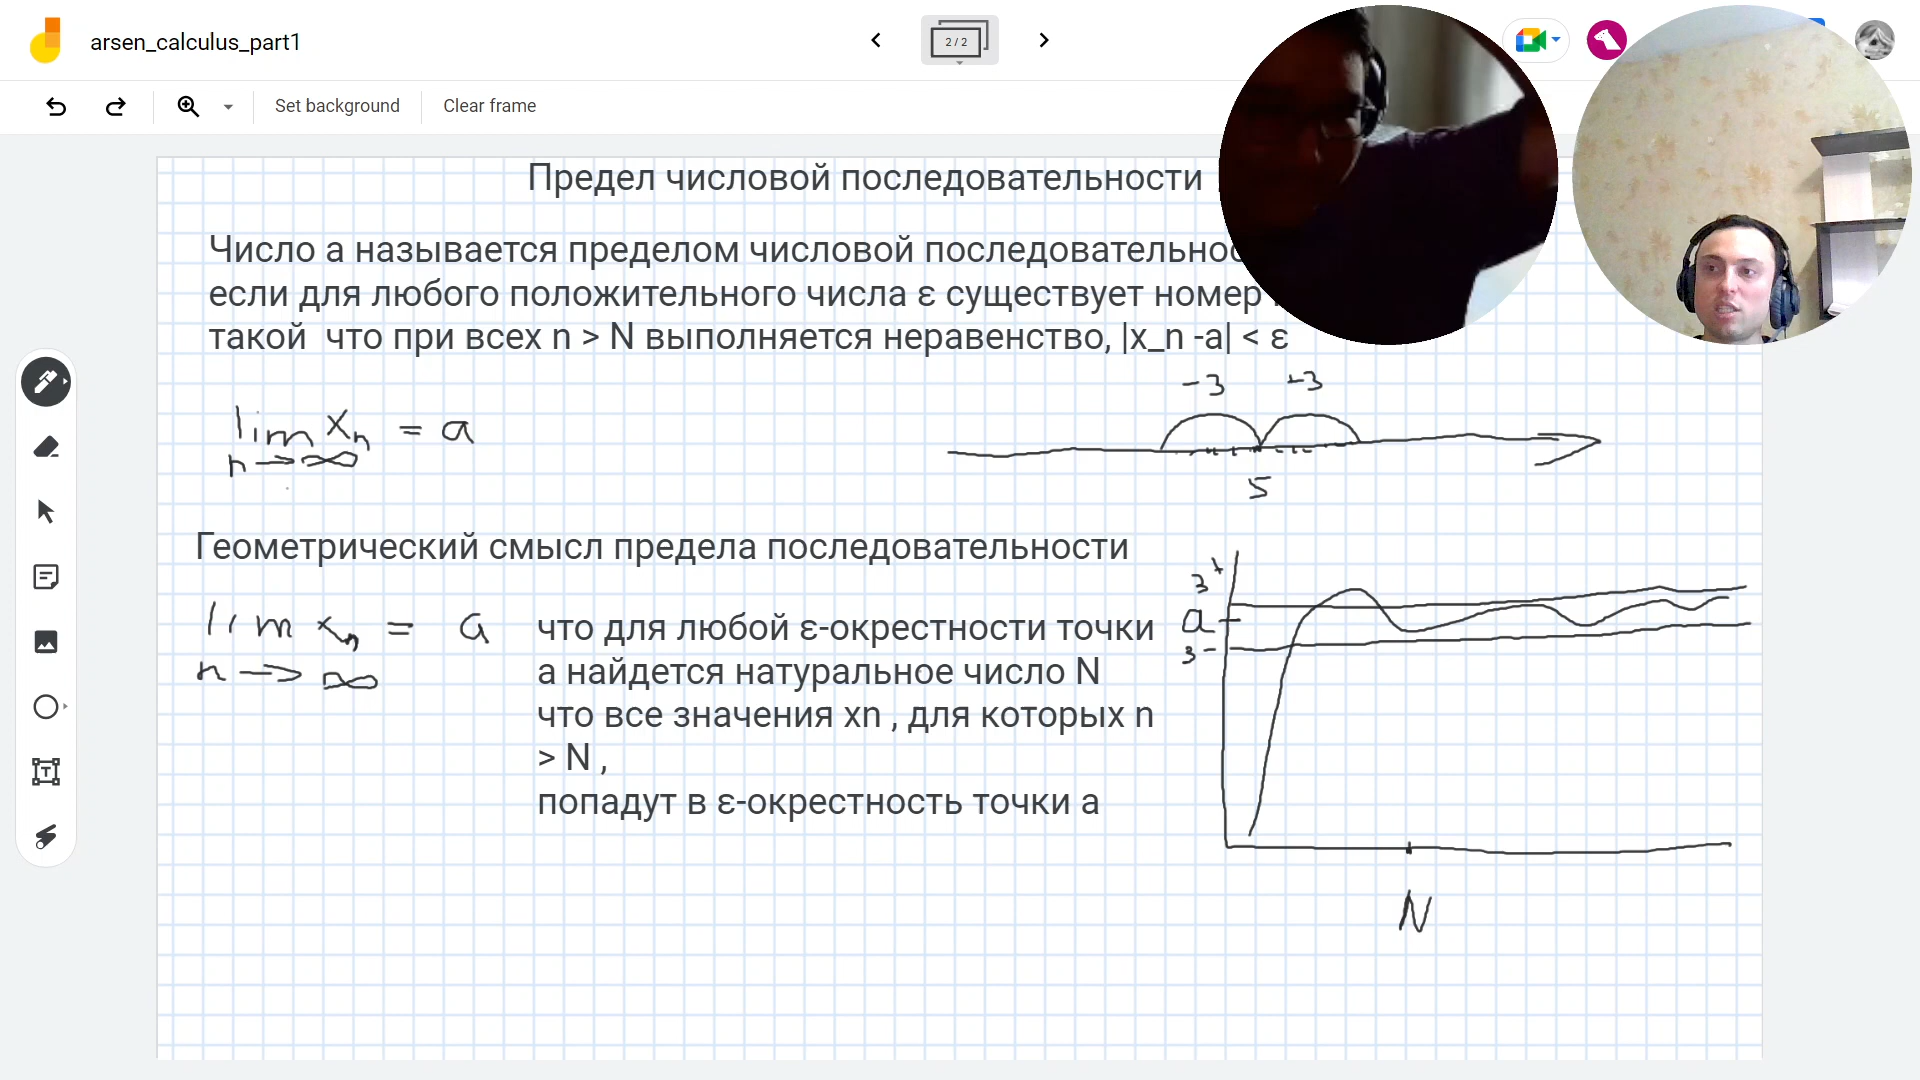 arsen_calculus_part1
2 / 2
Set background
Clear frame
Предел числовой последовательности
Число a называется пределом числовой
если для любого положительного числа ε существует номер
такой что при всех n > N выполняется неравенство, |x_n -a| < ε
-3 +3
lim xn = a
n → ∞
5
Геометрический смысл предела последовательности
lim xn = a
n → ∞
что для любой ε-окрестности точки
а найдется натуральное число N
что все значения xn , для которых n
> N ,
попадут в ε-окрестность точки а
3+
a
3-
N